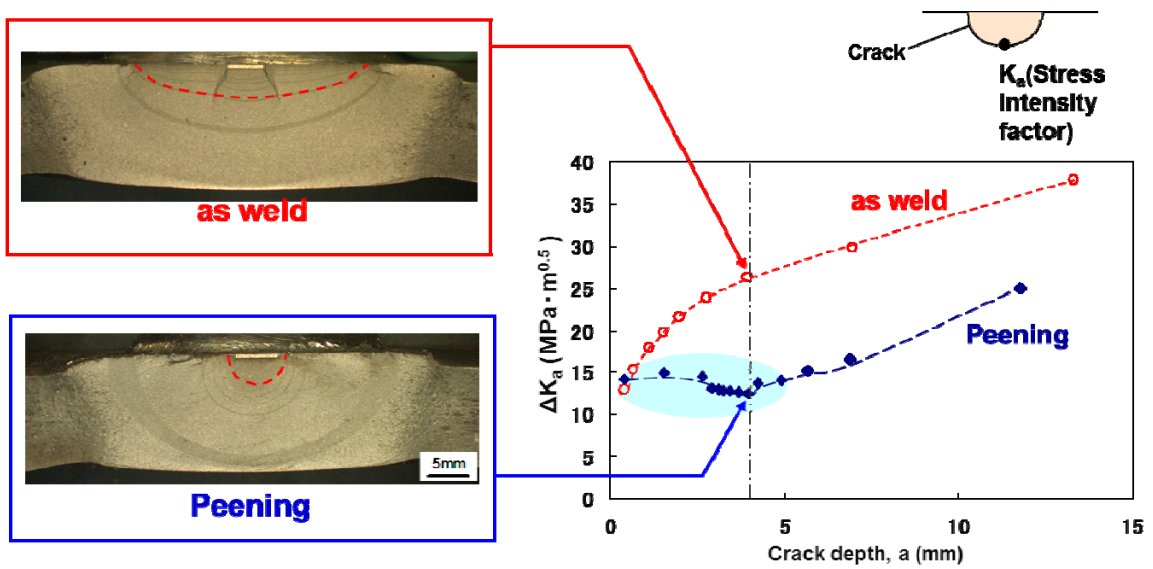 as weld
5mm
Peening
Crack
Kₐ(Stress
intensity
factor)
ΔKₐ (MPa･m⁰·⁵)
40
35
30
25
20
15
10
5
0
as weld
Peening
0
5
10
15
Crack depth, a (mm)